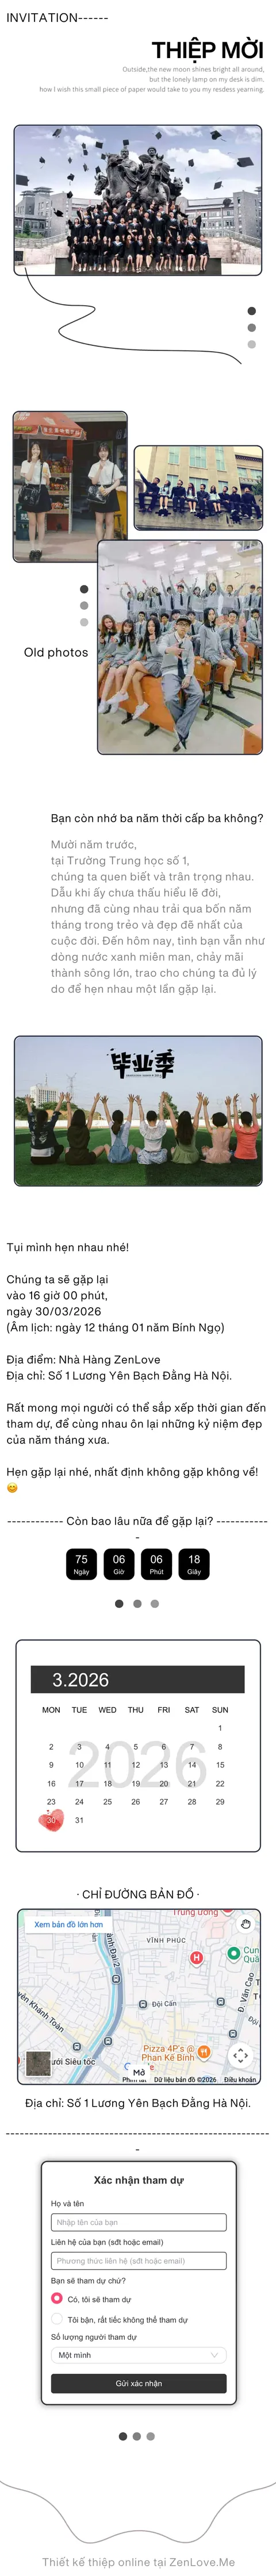 INVITATION------
THIỆP MỜI
Outside,the new moon shines bright all around,
but the lonely lamp on my desk is dim.
how I wish this small piece of paper would take to you my resdess yearning.
Old photos
Bạn còn nhớ ba năm thời cấp ba không?
Mười năm trước,
tại Trường Trung học số 1,
chúng ta quen biết và trân trọng nhau.
Dẫu khi ấy chưa thấu hiểu lẽ đời,
nhưng đã cùng nhau trải qua bốn năm
tháng trong trẻo và đẹp đẽ nhất của
cuộc đời. Đến hôm nay, tình bạn vẫn như
dòng nước xanh miên man, chảy mãi
thành sông lớn, trao cho chúng ta đủ lý
do để hẹn nhau một lần gặp lại.
毕业季
Tụi mình hẹn nhau nhé!
Chúng ta sẽ gặp lại
vào 16 giờ 00 phút,
ngày 30/03/2026
(Âm lịch: ngày 12 tháng 01 năm Bính Ngọ)
Địa điểm: Nhà Hàng ZenLove
Địa chỉ: Số 1 Lương Yên Bạch Đằng Hà Nội.
Rất mong mọi người có thể sắp xếp thời gian đến
tham dự, để cùng nhau ôn lại những kỷ niệm đẹp
của năm tháng xưa.
Hẹn gặp lại nhé, nhất định không gặp không về!
😊
------------ Còn bao lâu nữa để gặp lại? -----------
-
75 06 06 18
Ngày Giờ Phút Giây
3.2026
2026
MON TUE WED THU FRI SAT SUN
1
2 3 4 5 6 7 8
9 10 11 12 13 14 15
16 17 18 19 20 21 22
23 24 25 26 27 28 29
30 31
· CHỈ ĐƯỜNG BẢN ĐỒ ·
Trung ương
Xem bản đồ lớn hơn
VĨNH PHÚC
Đội Cấn
Đ. Văn Cao
Pizza 4P's @
Phan Kế Bính
Mở
Dữ liệu bản đồ ©2026 Điều khoản
Địa chỉ: Số 1 Lương Yên Bạch Đằng Hà Nội.
--------------------------------------------------------
-
Xác nhận tham dự
Họ và tên
Nhập tên của bạn
Liên hệ của bạn (sđt hoặc email)
Phương thức liên hệ (sđt hoặc email)
Bạn sẽ tham dự chứ?
Có, tôi sẽ tham dự
Tôi bận, rất tiếc không thể tham dự
Số lượng người tham dự
Một mình
Gửi xác nhận
Thiết kế thiệp online tại ZenLove.Me